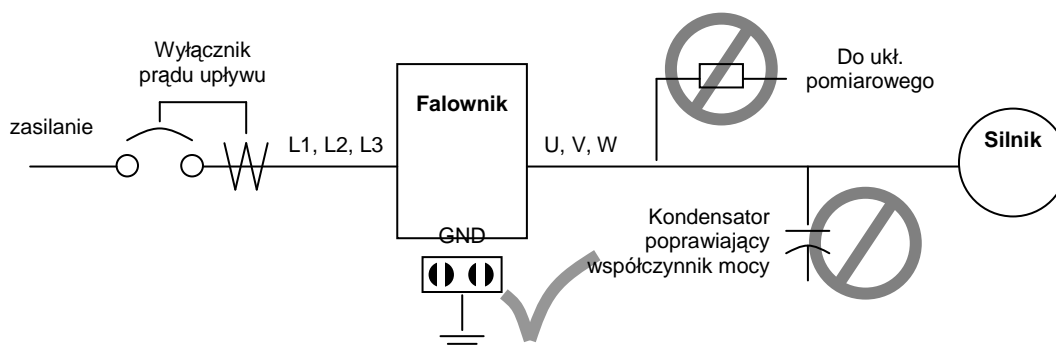 Wyłącznik
prądu upływu
zasilanie
L1, L2, L3
Falownik
GND
U, V, W
Do ukł.
pomiarowego
Silnik
Kondensator
poprawiający
współczynnik mocy